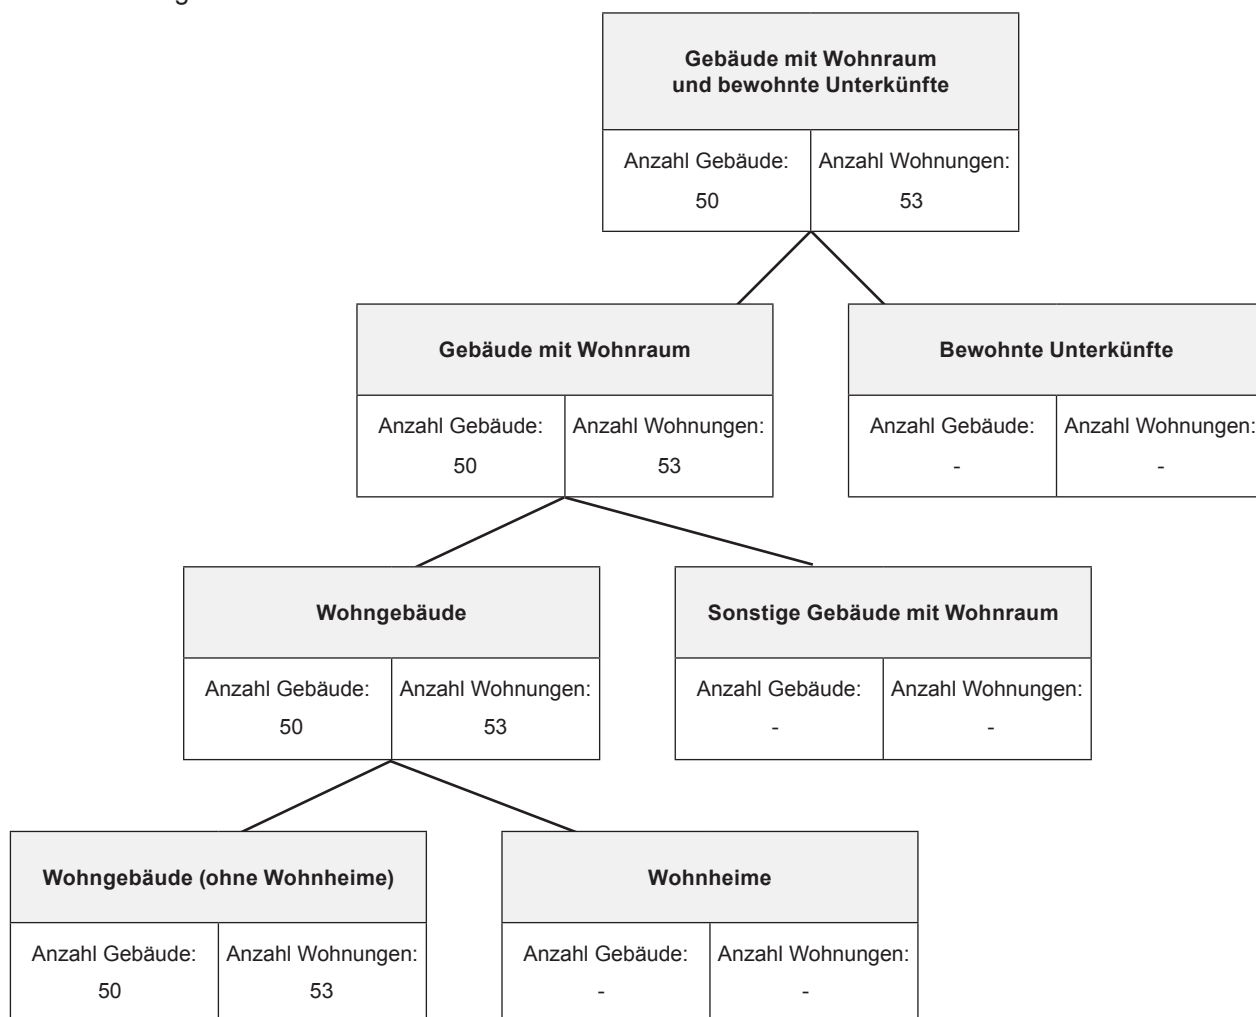 Gebäude mit Wohnraum
und bewohnte Unterkünfte
Anzahl Gebäude: Anzahl Wohnungen:
50 53
Gebäude mit Wohnraum Bewohnte Unterkünfte
Anzahl Gebäude: Anzahl Wohnungen: Anzahl Gebäude: Anzahl Wohnungen:
50 53 - -
Wohngebäude Sonstige Gebäude mit Wohnraum
Anzahl Gebäude: Anzahl Wohnungen: Anzahl Gebäude: Anzahl Wohnungen:
50 53 - -
Wohngebäude (ohne Wohnheime) Wohnheime
Anzahl Gebäude: Anzahl Wohnungen: Anzahl Gebäude: Anzahl Wohnungen:
50 53 - -